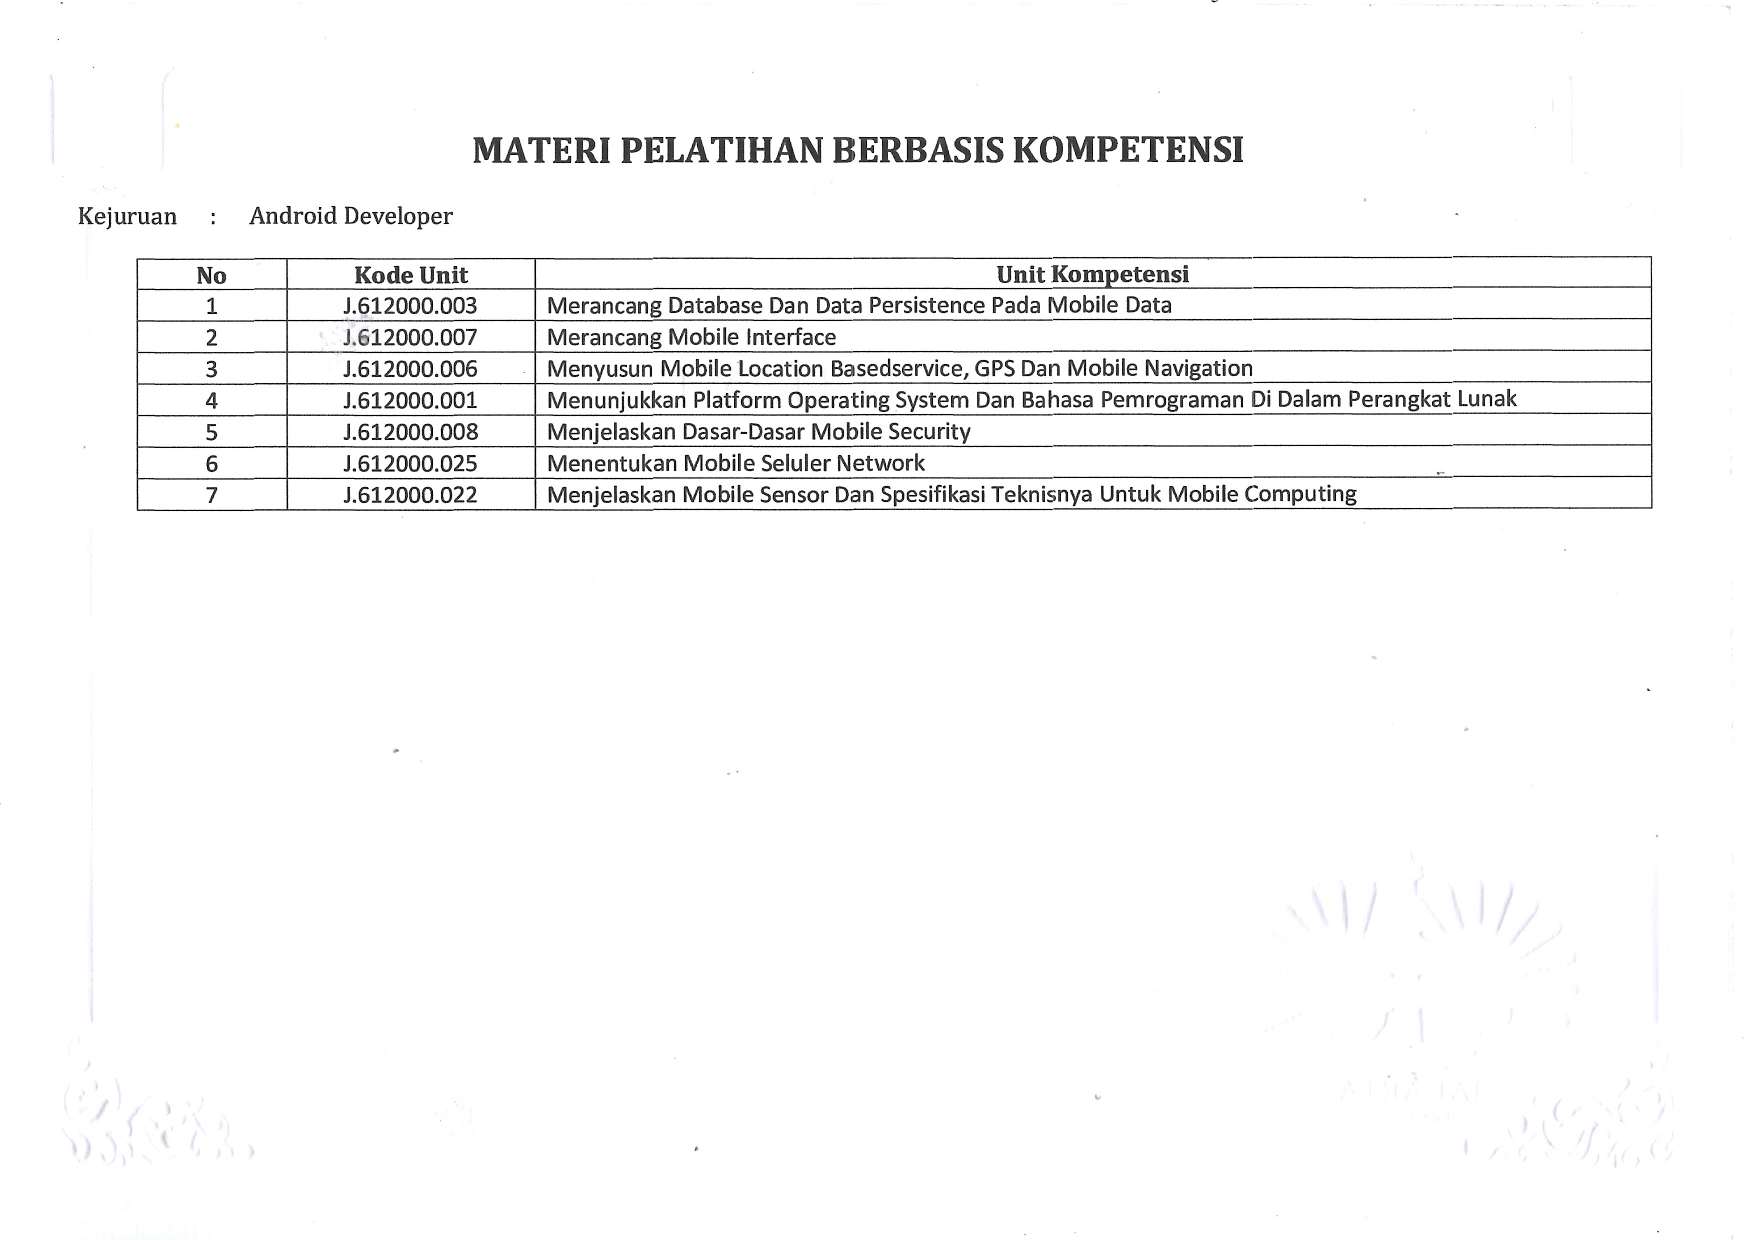 MATERI PELATIHAN BERBASIS KOMPETENSI
Kejuruan : Android Developer
No Kode Unit Unit Kompetensi
1 J.612000.003 Merancang Database Dan Data Persistence Pada Mobile Data
2 J.612000.007 Merancang Mobile Interface
3 J.612000.006 Menyusun Mobile Location Basedservice, GPS Dan Mobile Navigation
4 J.612000.001 Menunjukkan Platform Operating System Dan Bahasa Pemrograman Di Dalam Perangkat Lunak
5 J.612000.008 Menjelaskan Dasar-Dasar Mobile Security
6 J.612000.025 Menentukan Mobile Seluler Network
7 J.612000.022 Menjelaskan Mobile Sensor Dan Spesifikasi Teknisnya Untuk Mobile Computing